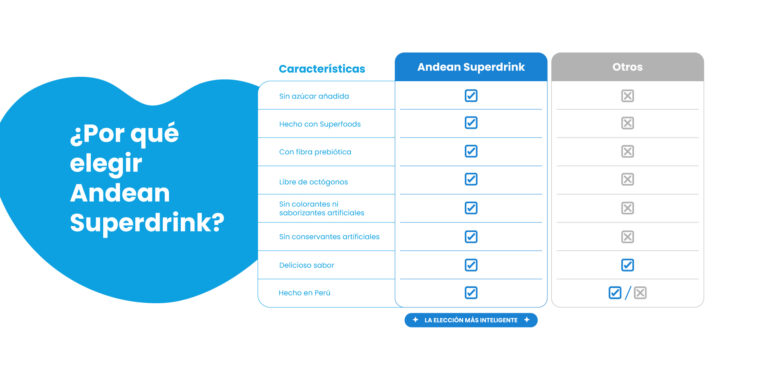 ¿Por qué
elegir
Andean
Superdrink?
Características
Andean Superdrink
Otros
Sin azúcar añadida
Hecho con Superfoods
Con fibra prebiótica
Libre de octógonos
Sin colorantes ni
saborizantes artificiales
Sin conservantes artificiales
Delicioso sabor
Hecho en Perú
/
+ LA ELECCIÓN MÁS INTELIGENTE +